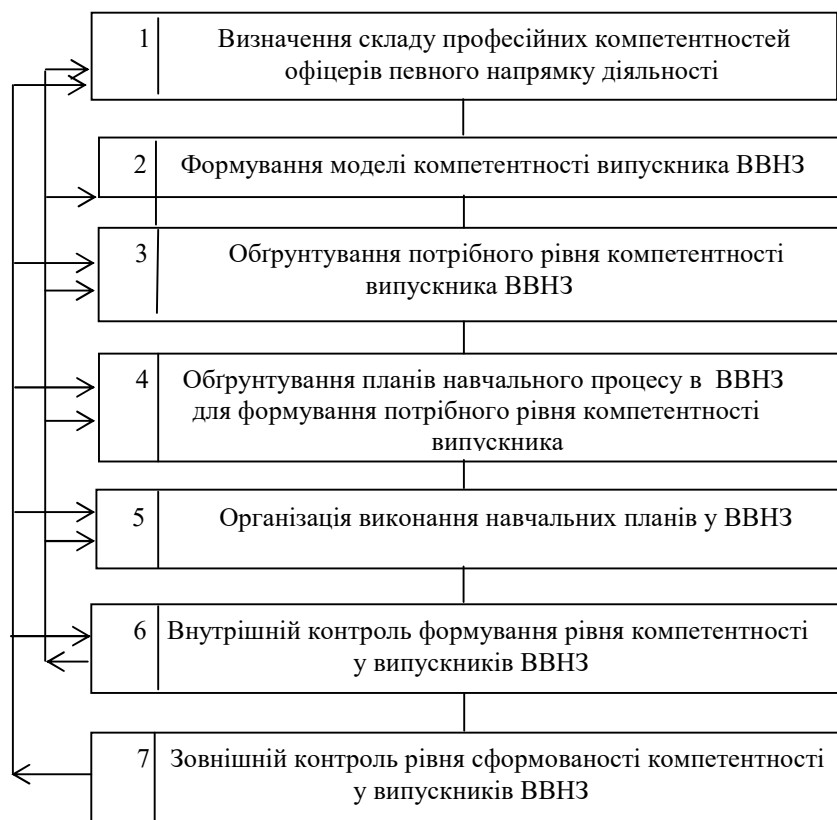 1 Визначення складу професійних компетентностей
офіцерів певного напрямку діяльності
2 Формування моделі компетентності випускника ВВНЗ
3 Обґрунтування потрібного рівня компетентності
випускника ВВНЗ
4 Обґрунтування планів навчального процесу в ВВНЗ
для формування потрібного рівня компетентності
випускника
5 Організація виконання навчальних планів у ВВНЗ
6 Внутрішній контроль формування рівня компетентності
у випускників ВВНЗ
7 Зовнішній контроль рівня сформованості компетентності
у випускників ВВНЗ